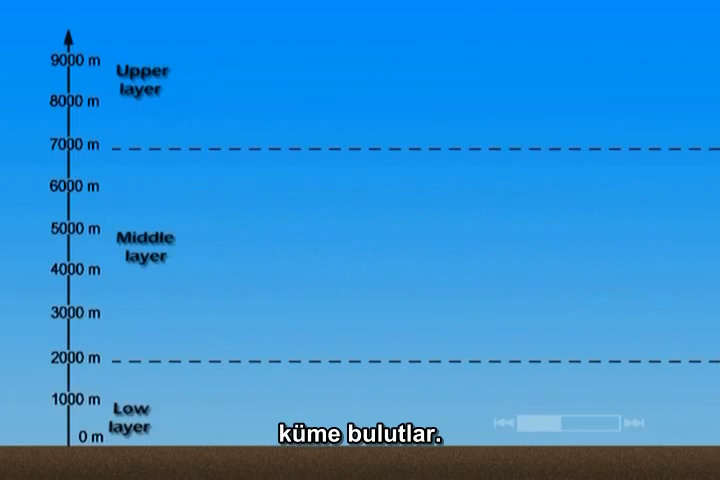 9000 m
Upper
layer
8000 m
7000 m
6000 m
5000 m
Middle
layer
4000 m
3000 m
2000 m
1000 m
Low
layer
0 m
küme bulutlar.